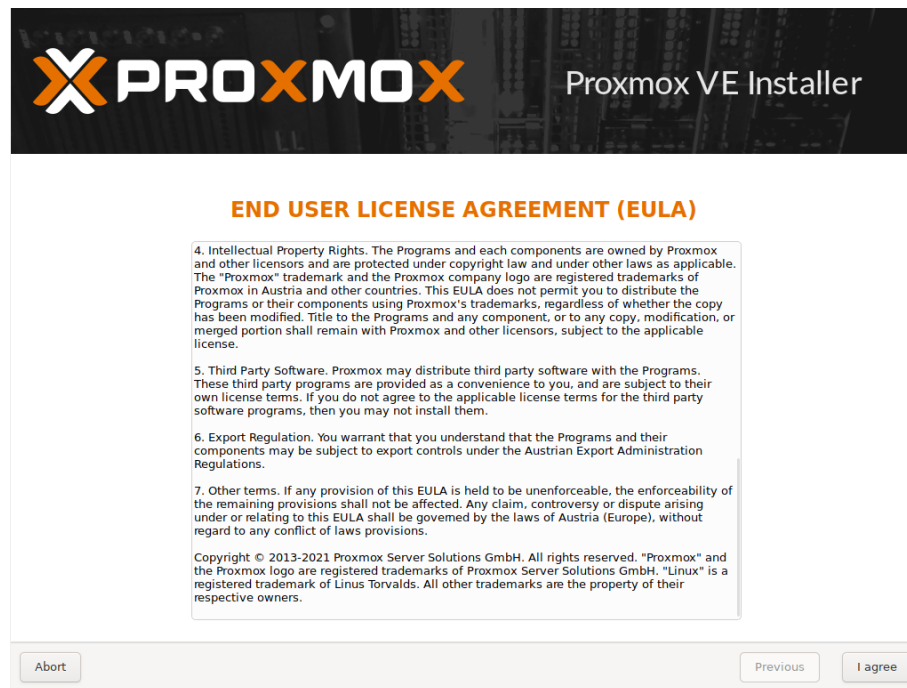 PROXMOX
Proxmox VE Installer
END USER LICENSE AGREEMENT (EULA)
4. Intellectual Property Rights. The Programs and each components are owned by Proxmox
and other licensors and are protected under copyright law and under other laws as applicable.
The "Proxmox" trademark and the Proxmox company logo are registered trademarks of
Proxmox in Austria and other countries. This EULA does not permit you to distribute the
Programs or their components using Proxmox's trademarks, regardless of whether the copy
has been modified. Title to the Programs and any component, or to any copy, modification, or
merged portion shall remain with Proxmox and other licensors, subject to the applicable
license.
5. Third Party Software. Proxmox may distribute third party software with the Programs.
These third party programs are provided as a convenience to you, and are subject to their
own license terms. If you do not agree to the applicable license terms for the third party
software programs, then you may not install them.
6. Export Regulation. You warrant that you understand that the Programs and their
components may be subject to export controls under the Austrian Export Administration
Regulations.
7. Other terms. If any provision of this EULA is held to be unenforceable, the enforceability of
the remaining provisions shall not be affected. Any claim, controversy or dispute arising
under or relating to this EULA shall be governed by the laws of Austria (Europe), without
regard to any conflict of laws provisions.
Copyright © 2013-2021 Proxmox Server Solutions GmbH. All rights reserved. "Proxmox" and
the Proxmox logo are registered trademarks of Proxmox Server Solutions GmbH. "Linux" is a
registered trademark of Linus Torvalds. All other trademarks are the property of their
respective owners.
Abort
Previous
I agree